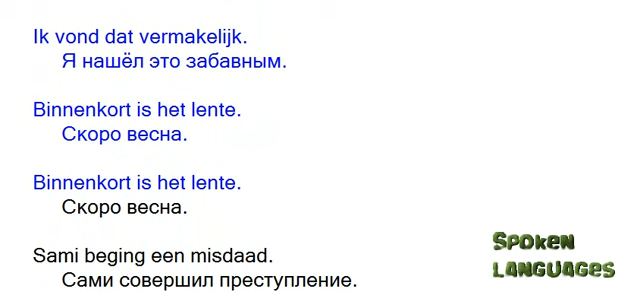 Ik vond dat vermakelijk.
Я нашёл это забавным.
Binnenkort is het lente.
Скоро весна.
Binnenkort is het lente.
Скоро весна.
Sami beging een misdaad.
Сами совершил преступление.
Spoken
Languages